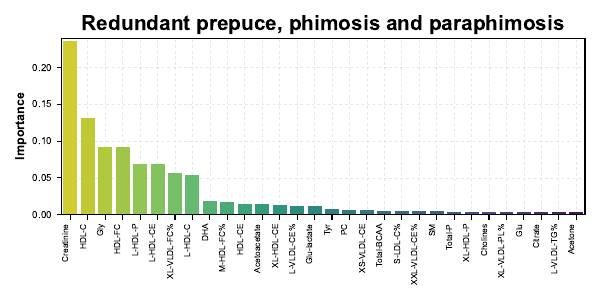 Redundant prepuce, phimosis and paraphimosis
Importance
0.20
0.15
0.10
0.05
0.00
Creatinine
HDL-C
Gly
HDL-FC
L-HDL-P
L-HDL-CE
XL-VLDL-FC%
L-HDL-C
DHA
M-HDL-FC%
HDL-CE
Acetoacetate
XL-HDL-CE
L-VLDL-CE%
Glu-lactate
Tyr
PC
XS-VLDL-CE
Total-BCAA
S-LDL-C%
XXL-VLDL-CE%
SM
Total-P
XL-HDL-P
Cholines
XL-VLDL-PL%
Glu
Citrate
L-VLDL-TG%
Acetone